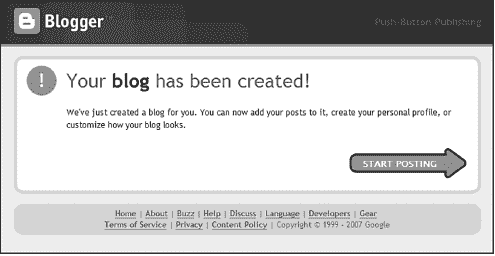 Blogger
Push-Button Publishing
Your blog has been created!
We've just created a blog for you. You can now add your posts to it, create your personal profile, or
customize how your blog looks.
START POSTING
Home | About | Buzz | Help | Discuss | Language | Developers | Gear
Terms of Service | Privacy | Content Policy | Copyright © 1999 - 2007 Google